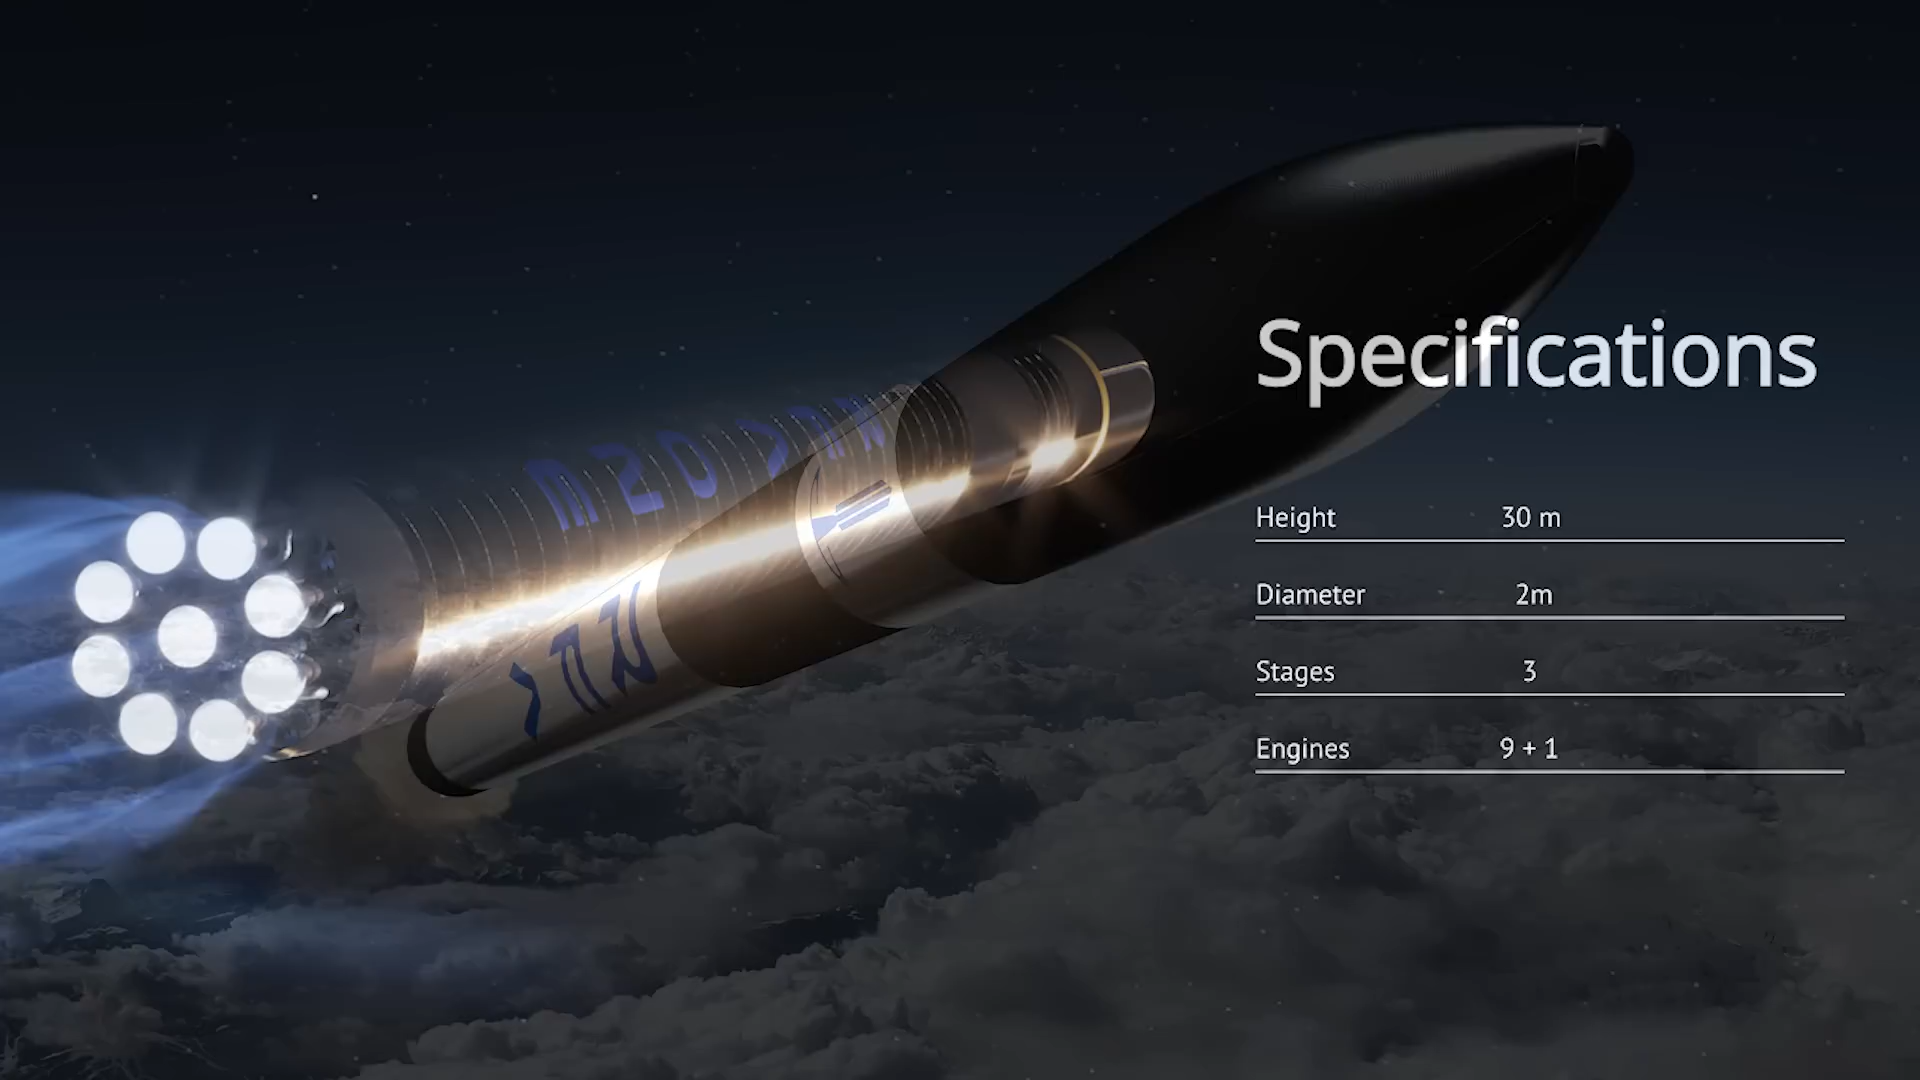 Specifications
Height 30 m
Diameter 2m
Stages 3
Engines 9 + 1